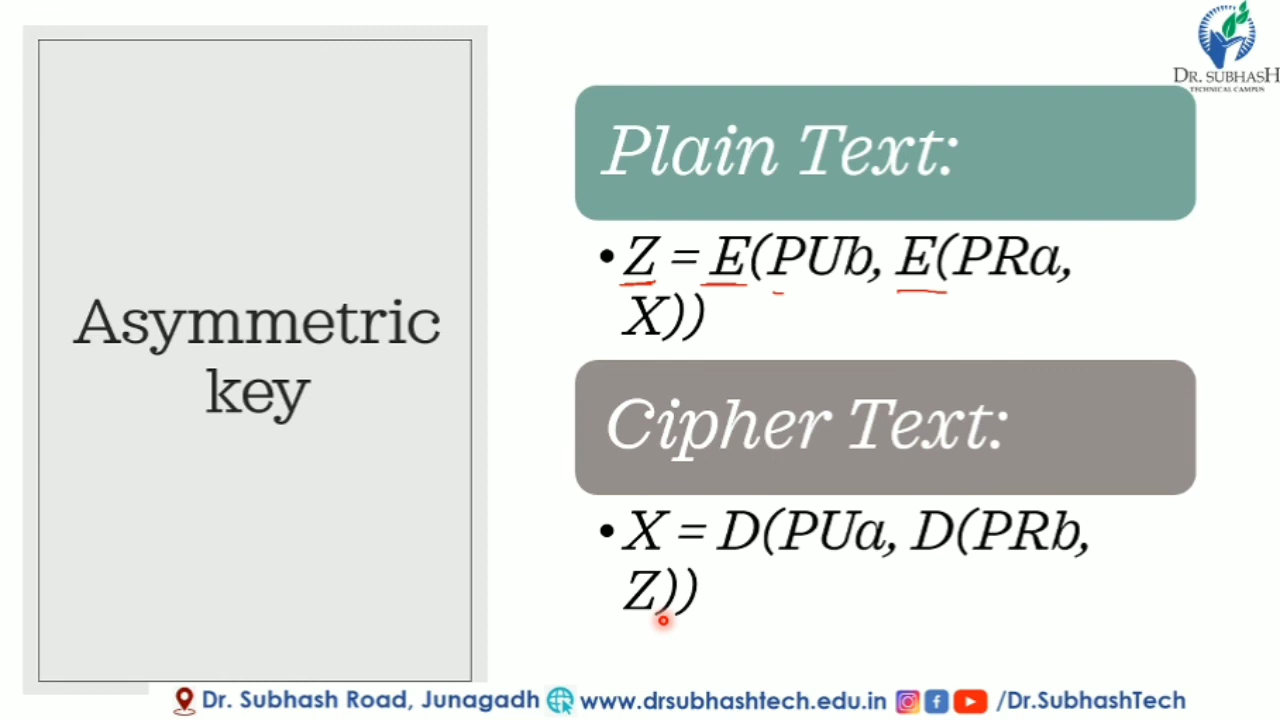 DR. SUBHASH
TECHNICAL CAMPUS
Plain Text:
• Z = E(PUb, E(PRa,
X))
Asymmetric
key
Cipher Text:
• X = D(PUa, D(PRb,
Z))
Dr. Subhash Road, Junagadh www.drsubhashtech.edu.in /Dr.SubhashTech